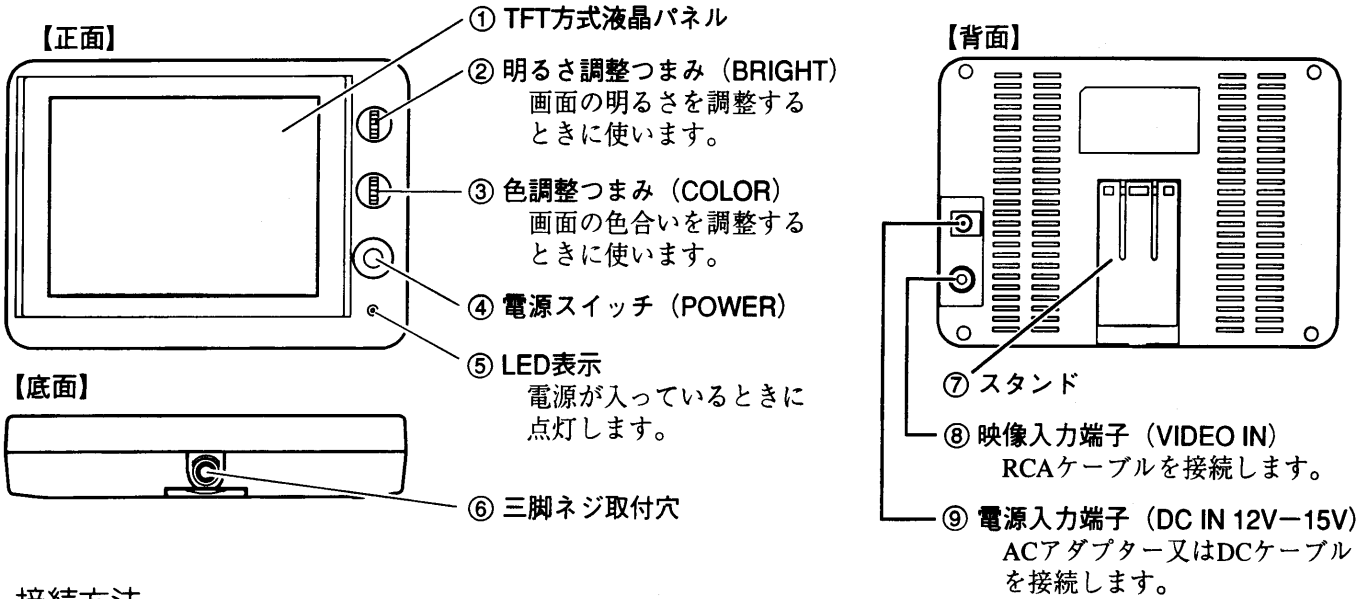 【正面】
① TFT方式液晶パネル
② 明るさ調整つまみ（BRIGHT）
画面の明るさを調整する
ときに使います。
③ 色調整つまみ（COLOR）
画面の色合いを調整する
ときに使います。
④ 電源スイッチ（POWER）
⑤ LED表示
電源が入っているときに
点灯します。
【底面】
⑥ 三脚ネジ取付穴
【背面】
⑦ スタンド
⑧ 映像入力端子（VIDEO IN）
RCAケーブルを接続します。
⑨ 電源入力端子（DC IN 12V－15V）
ACアダプター又はDCケーブル
を接続します。